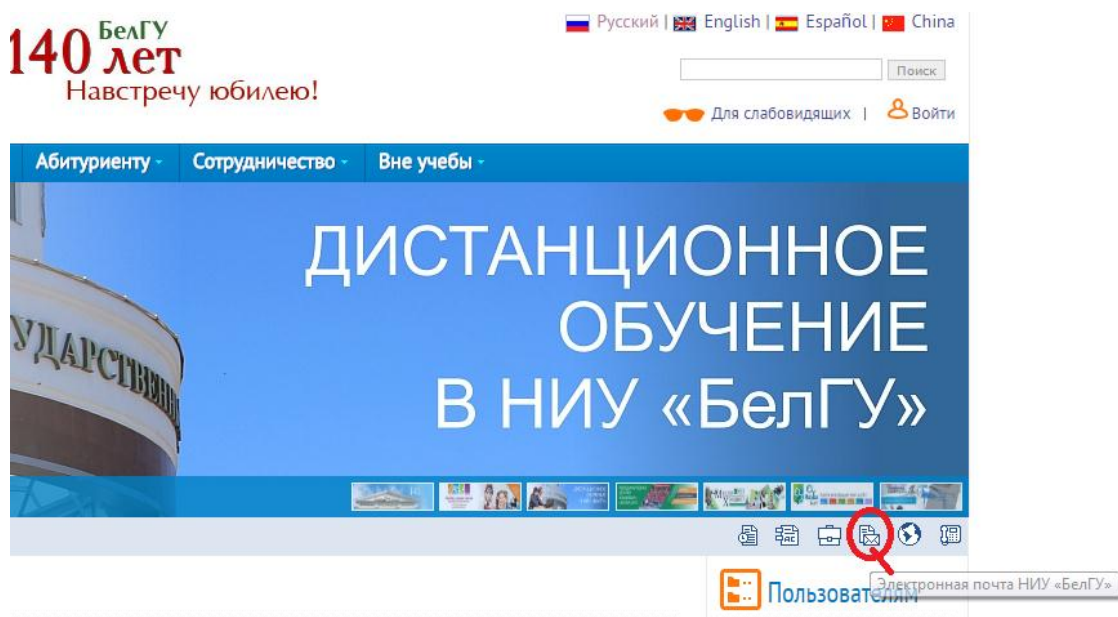 БелГУ
140 лет
Навстречу юбилею!
Русский | English | Español | China
Поиск
Для слабовидящих | Войти
Абитуриенту Сотрудничество Вне учебы
ДИСТАНЦИОННОЕ
ОБУЧЕНИЕ
В НИУ «БелГУ»
УДАРСТВЕНН
Электронная почта НИУ «БелГУ»
Пользователям